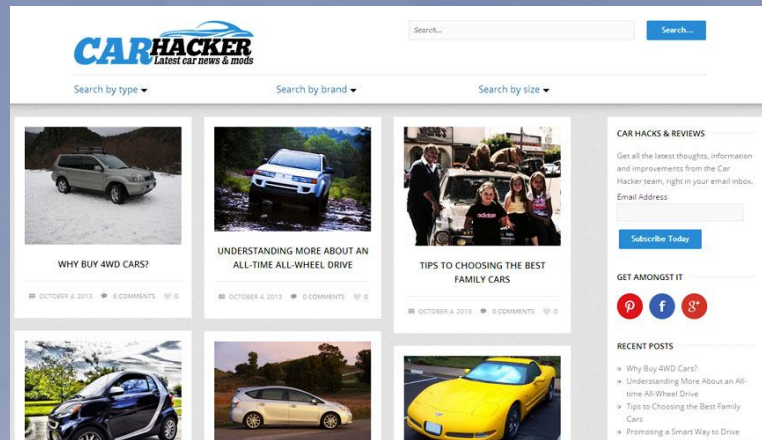 CARHACKER
Latest car news & mods
Search...
Search...
Search by type
Search by brand
Search by size
WHY BUY 4WD CARS?
OCTOBER 4, 2013 0 COMMENTS 0
UNDERSTANDING MORE ABOUT AN
ALL-TIME ALL-WHEEL DRIVE
OCTOBER 4, 2013 0 COMMENTS 0
adidas
TIPS TO CHOOSING THE BEST
FAMILY CARS
OCTOBER 4, 2013 0 COMMENTS 0
CAR HACKS & REVIEWS
Get all the latest thoughts, information
and improvements from the Car
Hacker team, right in your email inbox.
Email Address
Subscribe Today
GET AMONGST IT
f
g+
RECENT POSTS
Why Buy 4WD Cars?
Understanding More About an All-
time All-Wheel Drive
Tips to Choosing the Best Family
Cars
Promoting a Smart Way to Drive